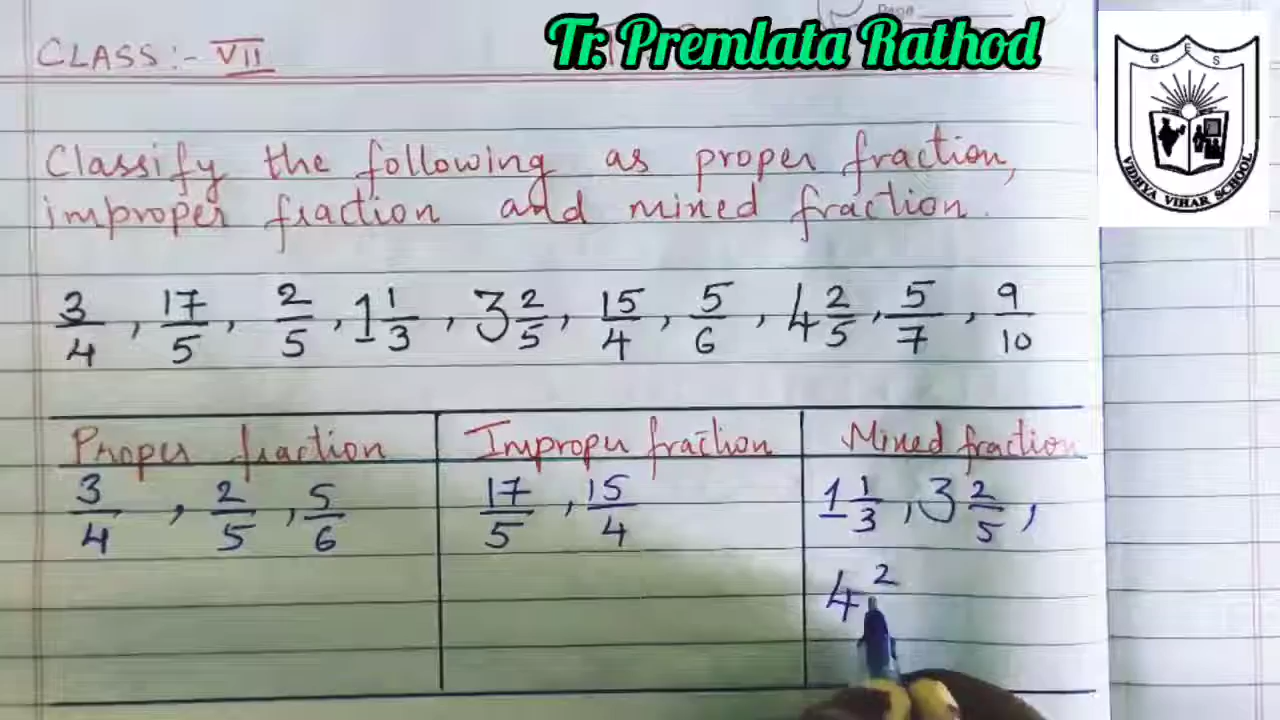 CLASS:- VII
Tr. Premlata Rathod
G E S
VIDHYA VIHAR SCHOOL
Classify the following as proper fraction,
improper fraction and mixed fraction.
3/4, 17/5, 2/5, 1 1/3, 3 2/5, 15/4, 5/6, 4 2/5, 5/7, 9/10
Proper fraction Improper fraction Mixed fraction
3/4, 2/5, 5/6 17/5, 15/4 1 1/3, 3 2/5,
4 2